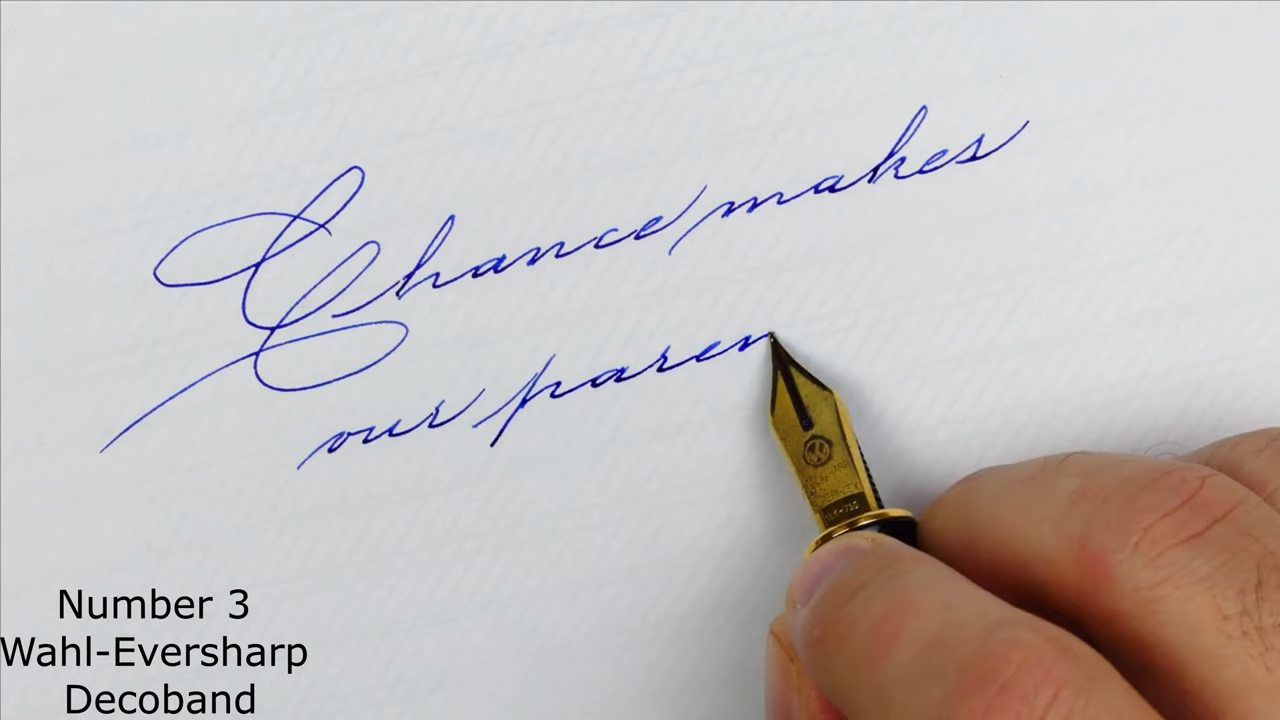 Chance makes
our paren
Number 3
Wahl-Eversharp
Decoband